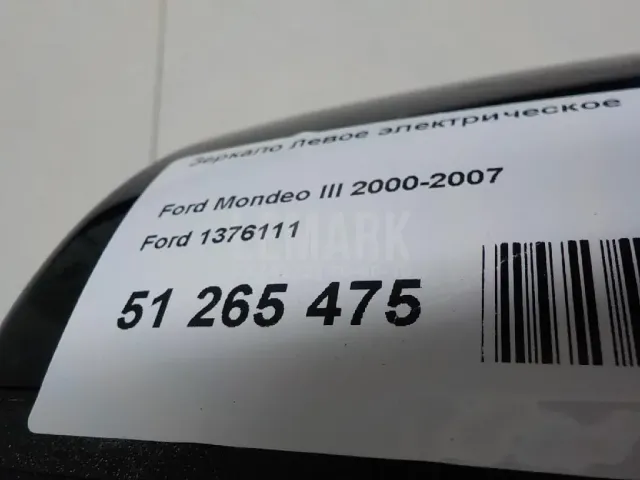 Зеркало левое электрическое
Ford Mondeo III 2000-2007
Ford 1376111
51 265 475